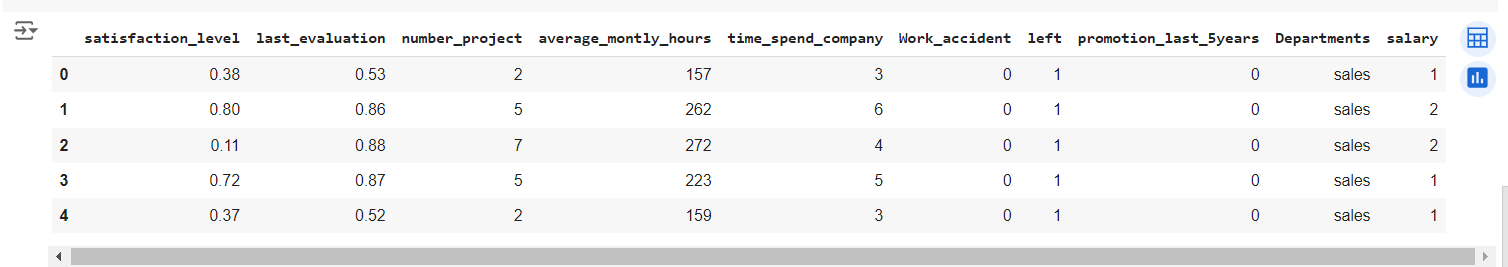 satisfaction_level last_evaluation number_project average_montly_hours time_spend_company Work_accident left promotion_last_5years Departments salary
0 0.38 0.53 2 157 3 0 1 0 sales 1
1 0.80 0.86 5 262 6 0 1 0 sales 2
2 0.11 0.88 7 272 4 0 1 0 sales 2
3 0.72 0.87 5 223 5 0 1 0 sales 1
4 0.37 0.52 2 159 3 0 1 0 sales 1